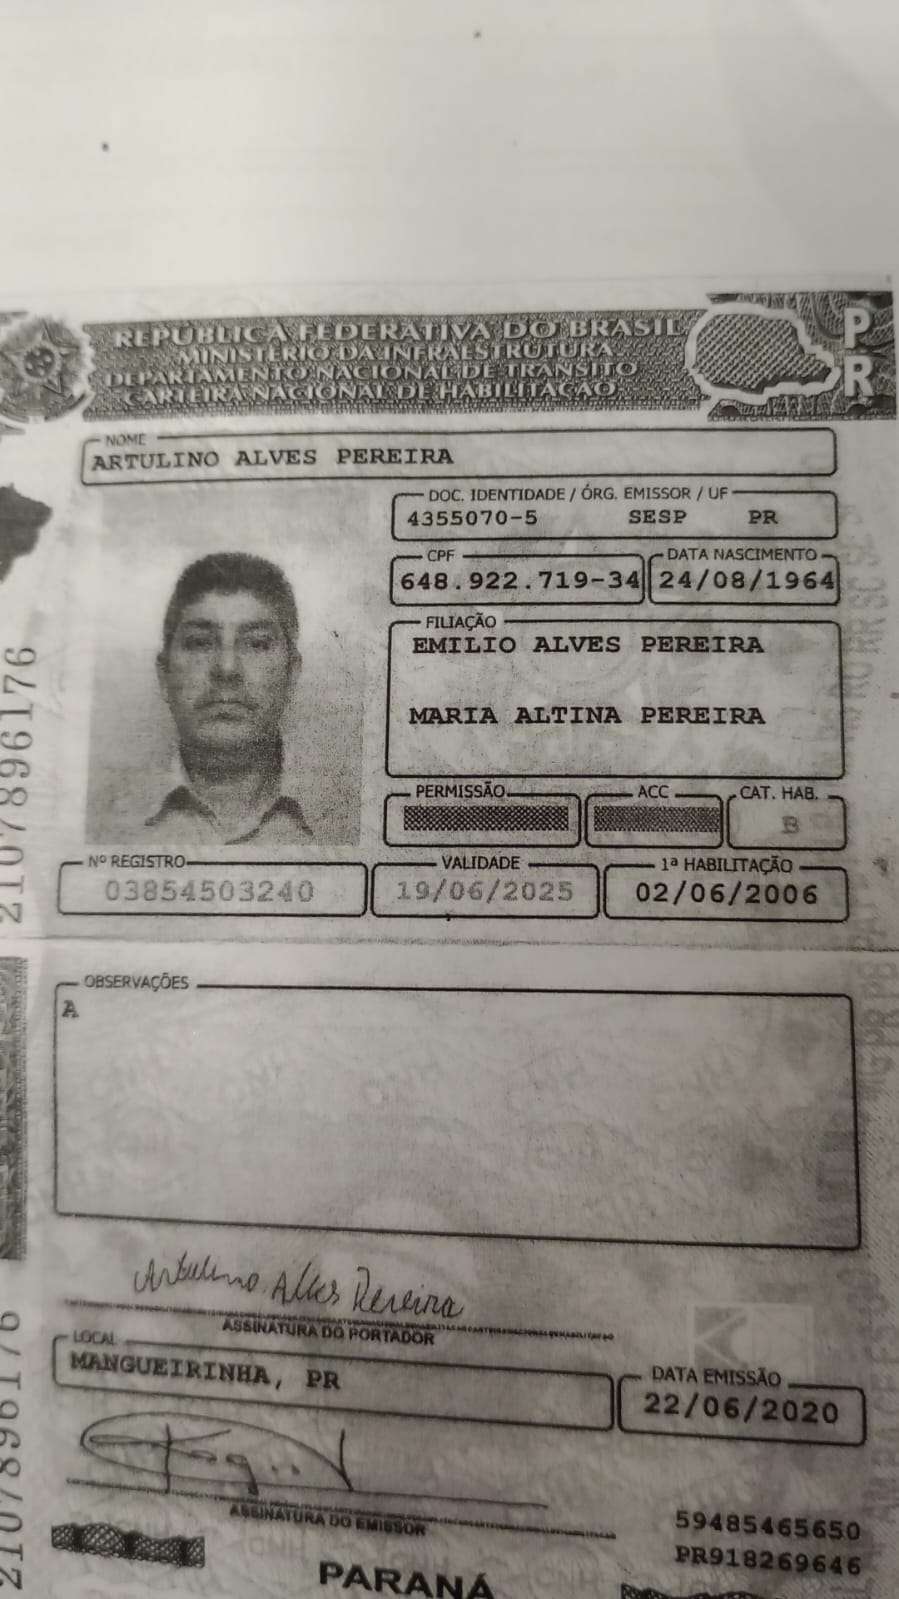 REPÚBLICA FEDERATIVA DO BRASIL
MINISTÉRIO DA INFRAESTRUTURA
DEPARTAMENTO NACIONAL DE TRÂNSITO
CARTEIRA NACIONAL DE HABILITAÇÃO
PR
NOME
ARTULINO ALVES PEREIRA
DOC. IDENTIDADE / ÓRG. EMISSOR / UF
4355070-5 SESP PR
CPF DATA NASCIMENTO
648.922.719-34 24/08/1964
FILIAÇÃO
EMILIO ALVES PEREIRA
MARIA ALTINA PEREIRA
PERMISSÃO ACC CAT. HAB.
B
Nº REGISTRO VALIDADE 1ª HABILITAÇÃO
03854503240 19/06/2025 02/06/2006
2107896176
OBSERVAÇÕES
A
Artulino Alves Pereira
ASSINATURA DO PORTADOR
LOCAL DATA EMISSÃO
MANGUEIRINHA, PR 22/06/2020
ASSINATURA DO EMISSOR
59485465650
PR918269646
2107896176
PARANÁ